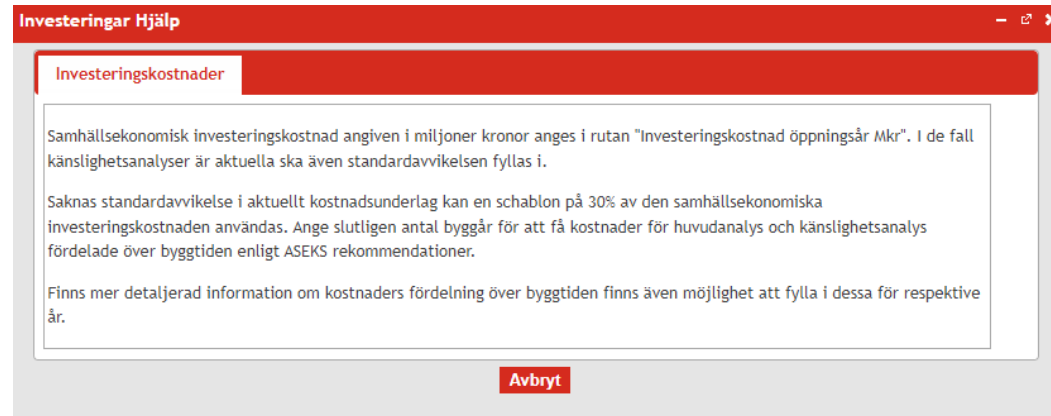 Investeringar Hjälp
Investeringskostnader
Samhällsekonomisk investeringskostnad angiven i miljoner kronor anges i rutan "Investeringskostnad öppningsår Mkr". I de fall
känslighetsanalyser är aktuella ska även standardavvikelsen fyllas i.
Saknas standardavvikelse i aktuellt kostnadsunderlag kan en schablon på 30% av den samhällsekonomiska
investeringskostnaden användas. Ange slutligen antal byggår för att få kostnader för huvudanalys och känslighetsanalys
fördelade över byggtiden enligt ASEKS rekommendationer.
Finns mer detaljerad information om kostnaders fördelning över byggtiden finns även möjlighet att fylla i dessa för respektive
år.
Avbryt